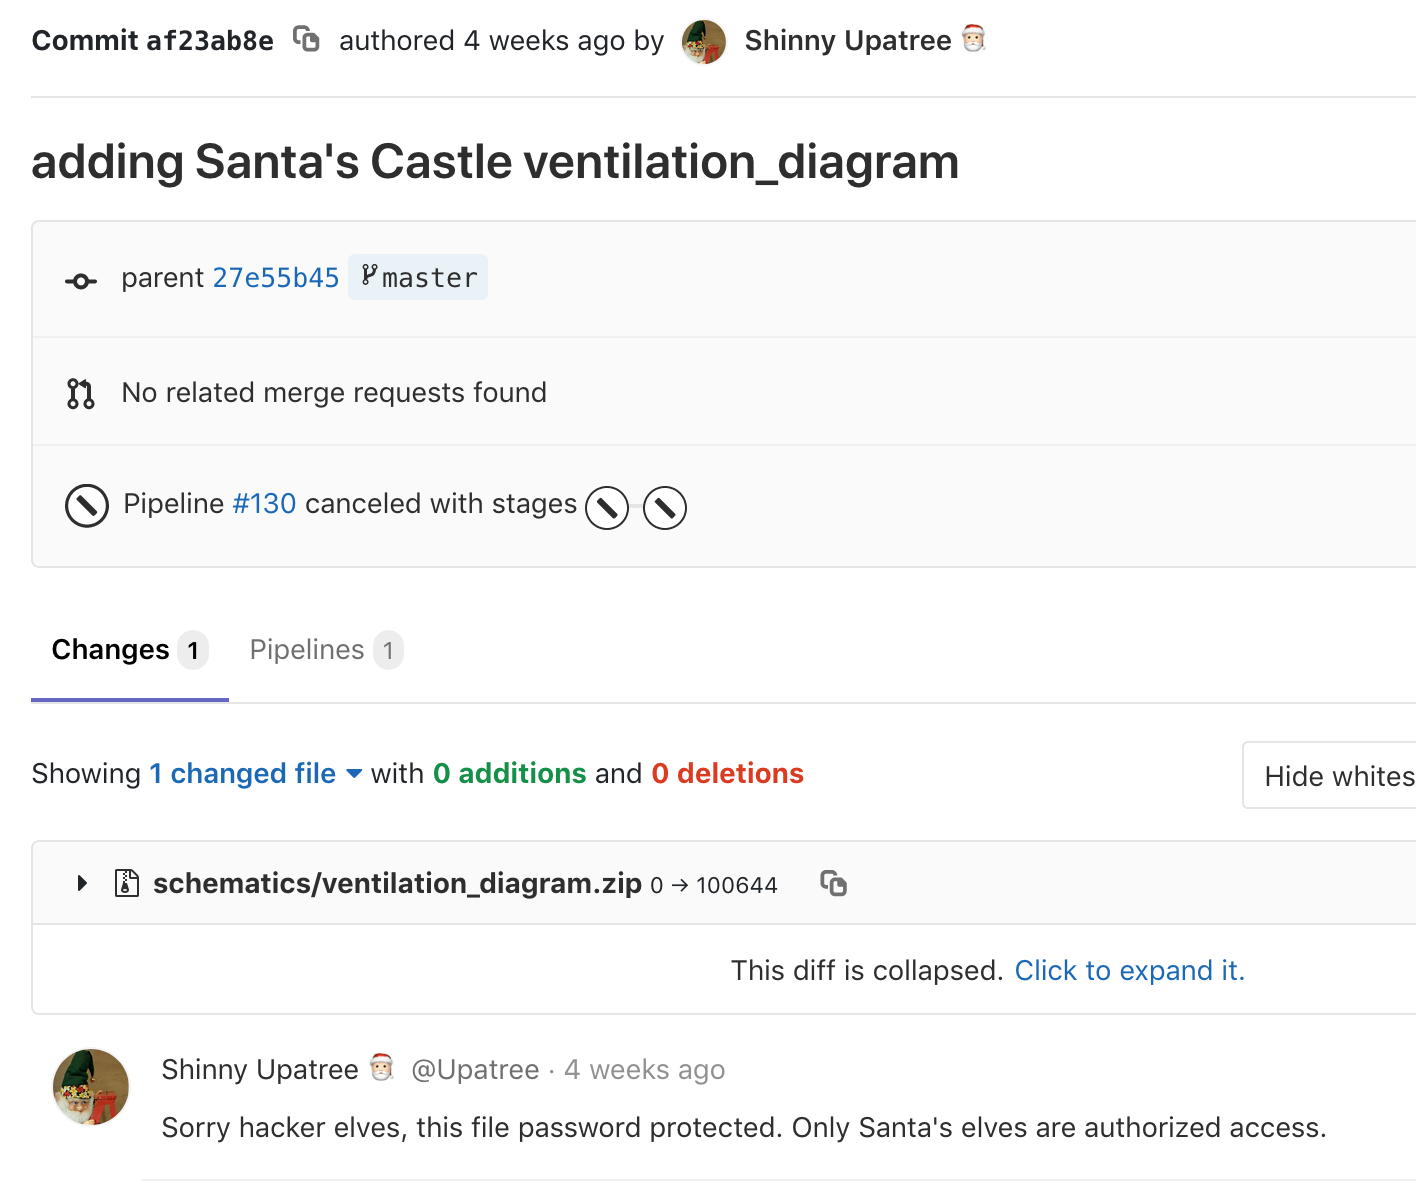 Commit af23ab8e authored 4 weeks ago by Shinny Upatree
adding Santa's Castle ventilation_diagram
parent 27e55b45 master
No related merge requests found
Pipeline #130 canceled with stages
Changes 1 Pipelines 1
Showing 1 changed file with 0 additions and 0 deletions
Hide whites
schematics/ventilation_diagram.zip 0 → 100644
This diff is collapsed. Click to expand it.
Shinny Upatree @Upatree · 4 weeks ago
Sorry hacker elves, this file password protected. Only Santa's elves are authorized access.